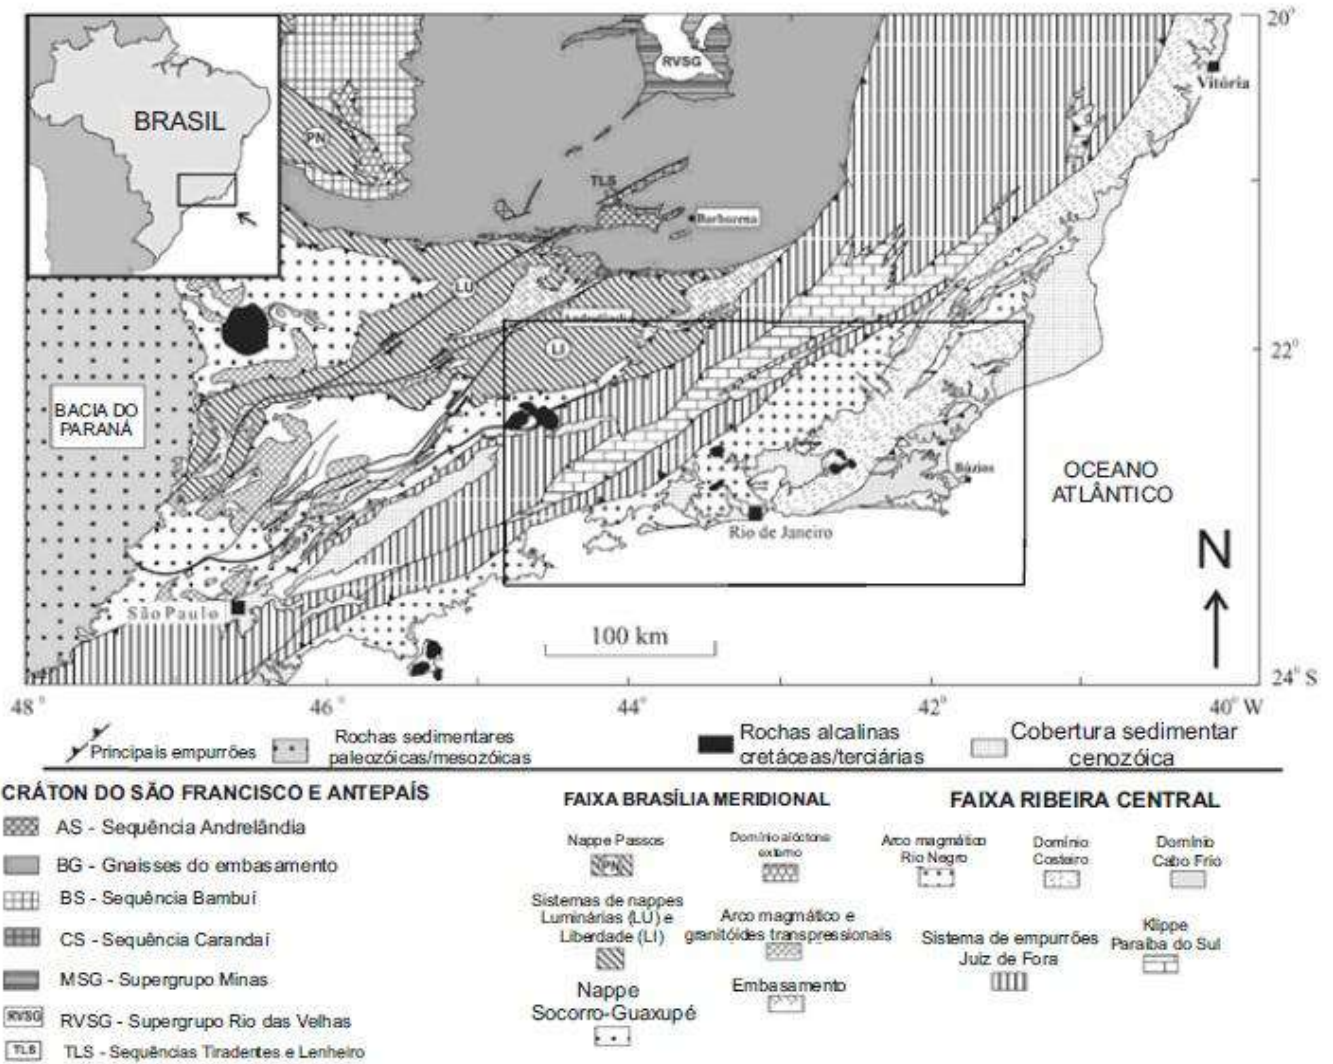 20°
BRASIL
RVSG
Vitória
PN
TLS
Barbacena
LU
LI
22°
BACIA DO
PARANÁ
OCEANO
ATLÂNTICO
Búzios
Rio de Janeiro
N
São Paulo
100 km
24° S
48°
46°
44°
42°
40° W
Principais empurrões
Rochas sedimentares
paleozóicas/mesozóicas
Rochas alcalinas
cretáceas/terciárias
Cobertura sedimentar
cenozóica
CRÁTON DO SÃO FRANCISCO E ANTEPAÍS
AS - Sequência Andrelândia
BG - Gnaisses do embasamento
BS - Sequência Bambuí
CS - Sequência Carandaí
MSG - Supergrupo Minas
RVSG RVSG - Supergrupo Rio das Velhas
TLS TLS - Sequências Tiradentes e Lenheiro
FAIXA BRASÍLIA MERIDIONAL
Nappe Passos
PN
Domínio alóctone
externo
Sistemas de nappes
Luminárias (LU) e
Liberdade (LI)
Arco magmático e
granitóides transpressionais
Nappe
Socorro-Guaxupé
Embasamento
FAIXA RIBEIRA CENTRAL
Arco magmático
Rio Negro
Domínio
Costeiro
Domínio
Cabo Frio
Sistema de empurrões
Juiz de Fora
Klippe
Paraíba do Sul